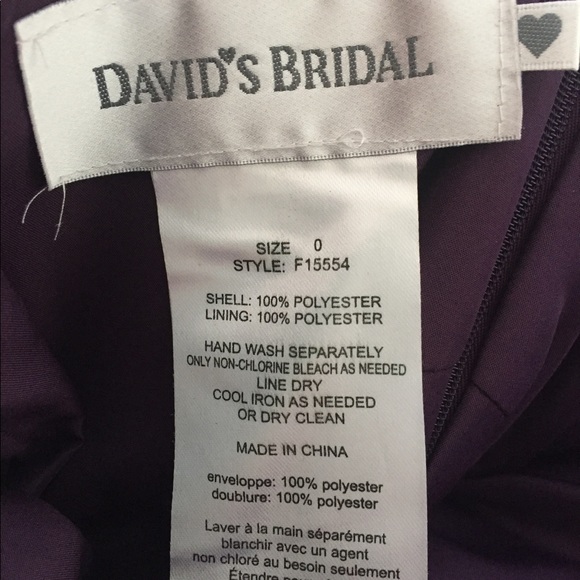 DAVID'S BRIDAL
SIZE 0
STYLE: F15554
SHELL: 100% POLYESTER
LINING: 100% POLYESTER
HAND WASH SEPARATELY
ONLY NON-CHLORINE BLEACH AS NEEDED
LINE DRY
COOL IRON AS NEEDED
OR DRY CLEAN
MADE IN CHINA
enveloppe: 100% polyester
doublure: 100% polyester
Laver à la main séparément
blanchir avec un agent
non chloré au besoin seulement
Étendre